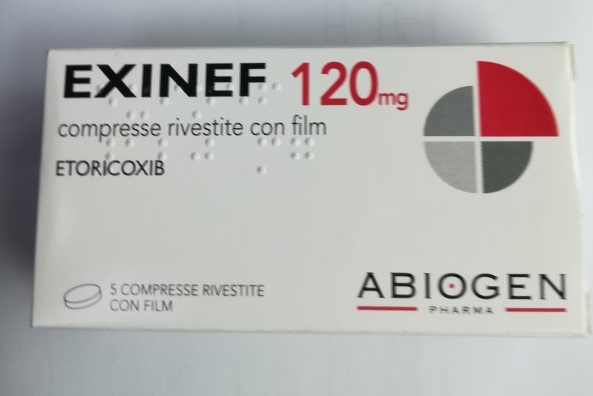 EXINEF 120mg
compresse rivestite con film
ETORICOXIB
5 COMPRESSE RIVESTITE
CON FILM
ABIOGEN
PHARMA